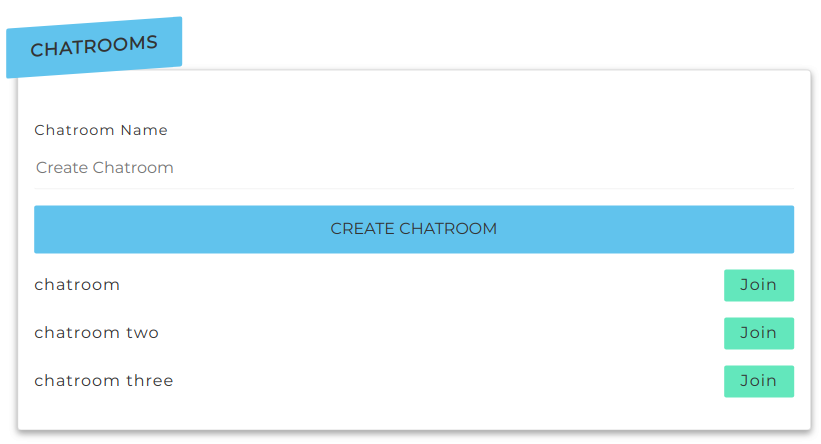 CHATROOMS
Chatroom Name
Create Chatroom
CREATE CHATROOM
chatroom Join
chatroom two Join
chatroom three Join